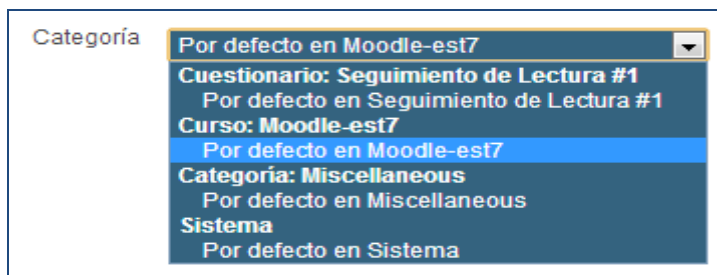 Categoría
Por defecto en Moodle-est7
Cuestionario: Seguimiento de Lectura #1
Por defecto en Seguimiento de Lectura #1
Curso: Moodle-est7
Por defecto en Moodle-est7
Categoría: Miscellaneous
Por defecto en Miscellaneous
Sistema
Por defecto en Sistema